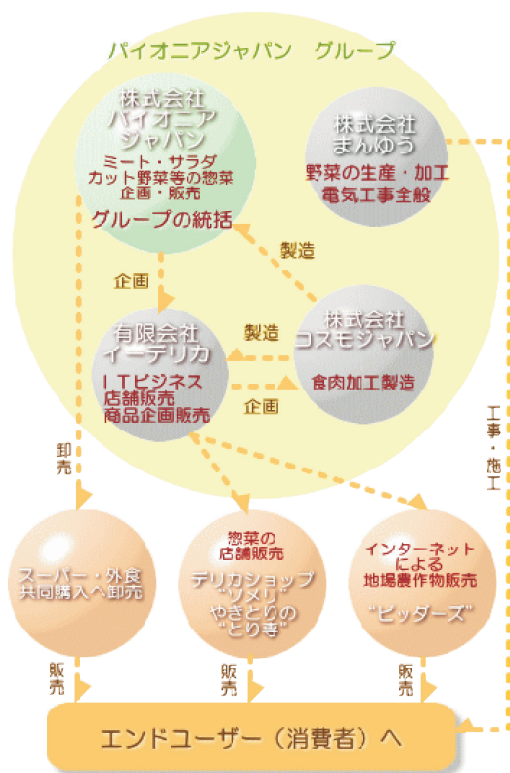 パイオニアジャパン グループ
株式会社
パイオニア
ジャパン
ミート・サラダ
カット野菜等の惣菜
企画・販売
グループの統括
株式会社
まんゆう
野菜の生産・加工
電気工事全般
製造
企画
有限会社
イーデリカ
ITビジネス
店舗販売
商品企画販売
製造
企画
株式会社
コスモジャパン
食肉加工製造
卸売
工事・施工
スーパー・外食
共同購入へ卸売
惣菜の
店舗販売
デリカショップ
“ソメリ”
やきとりの
“とり専”
インターネット
による
地場農作物販売
“ビッダーズ”
販売
販売
販売
エンドユーザー(消費者)へ